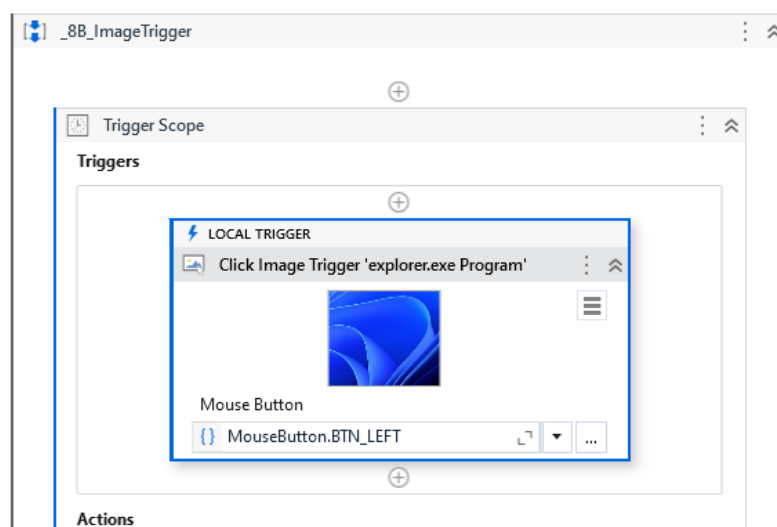 _8B_ImageTrigger
Trigger Scope
Triggers
LOCAL TRIGGER
Click Image Trigger 'explorer.exe Program'
Mouse Button
{} MouseButton.BTN_LEFT ...
Actions